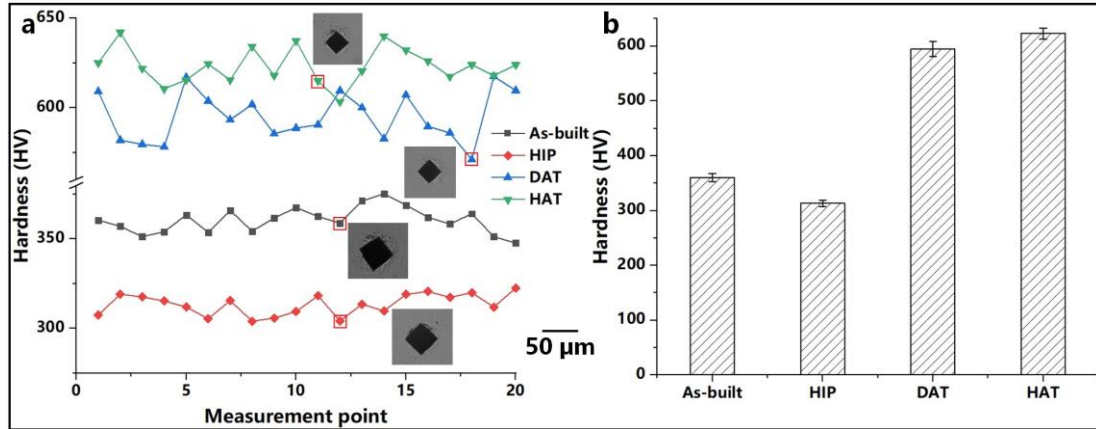 a
650
600
350
300
Hardness (HV)
As-built
HIP
DAT
HAT
0 5 10 15 20
Measurement point
50 μm
b
600
500
400
300
200
100
0
Hardness (HV)
As-built HIP DAT HAT